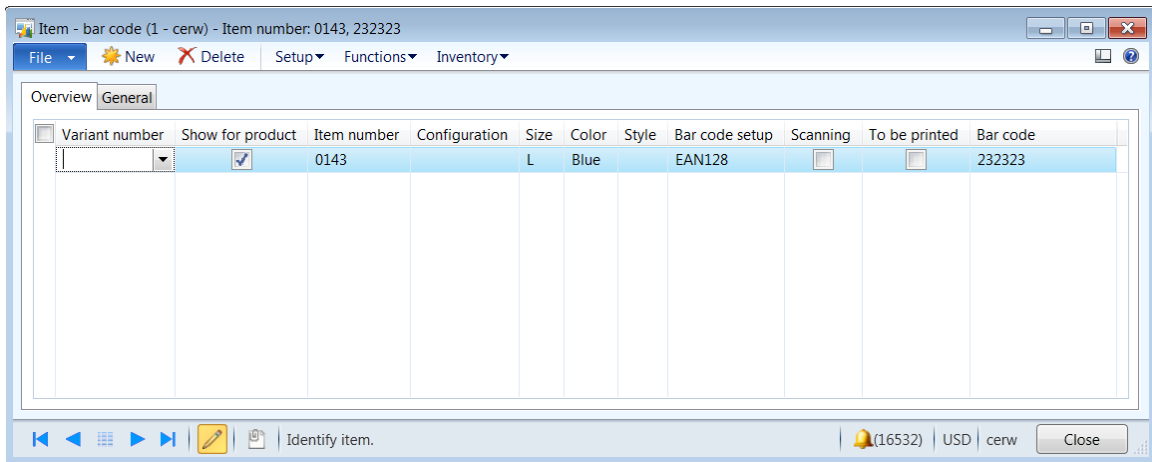 Item - bar code (1 - cerw) - Item number: 0143, 232323
File New Delete Setup Functions Inventory
Overview General
Variant number Show for product Item number Configuration Size Color Style Bar code setup Scanning To be printed Bar code
0143 L Blue EAN128 232323
Identify item. (16532) USD cerw Close